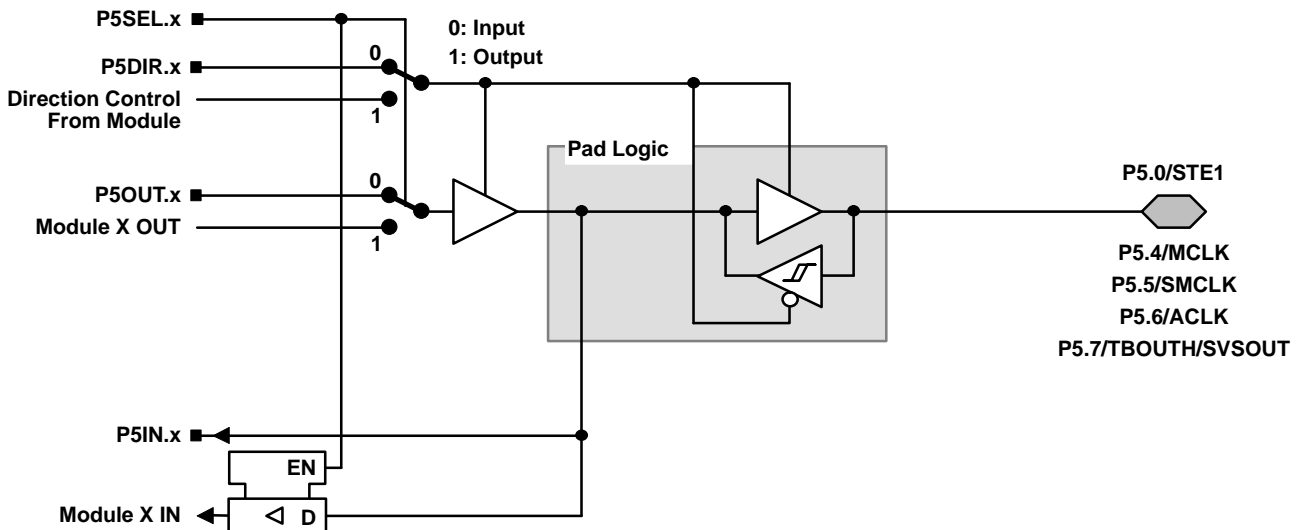 P5SEL.x
0: Input
1: Output
0
P5DIR.x
Direction Control
From Module
1
Pad Logic
P5.0/STE1
0
P5OUT.x
Module X OUT
1
P5.4/MCLK
P5.5/SMCLK
P5.6/ACLK
P5.7/TBOUTH/SVSOUT
P5IN.x
EN
Module X IN
D